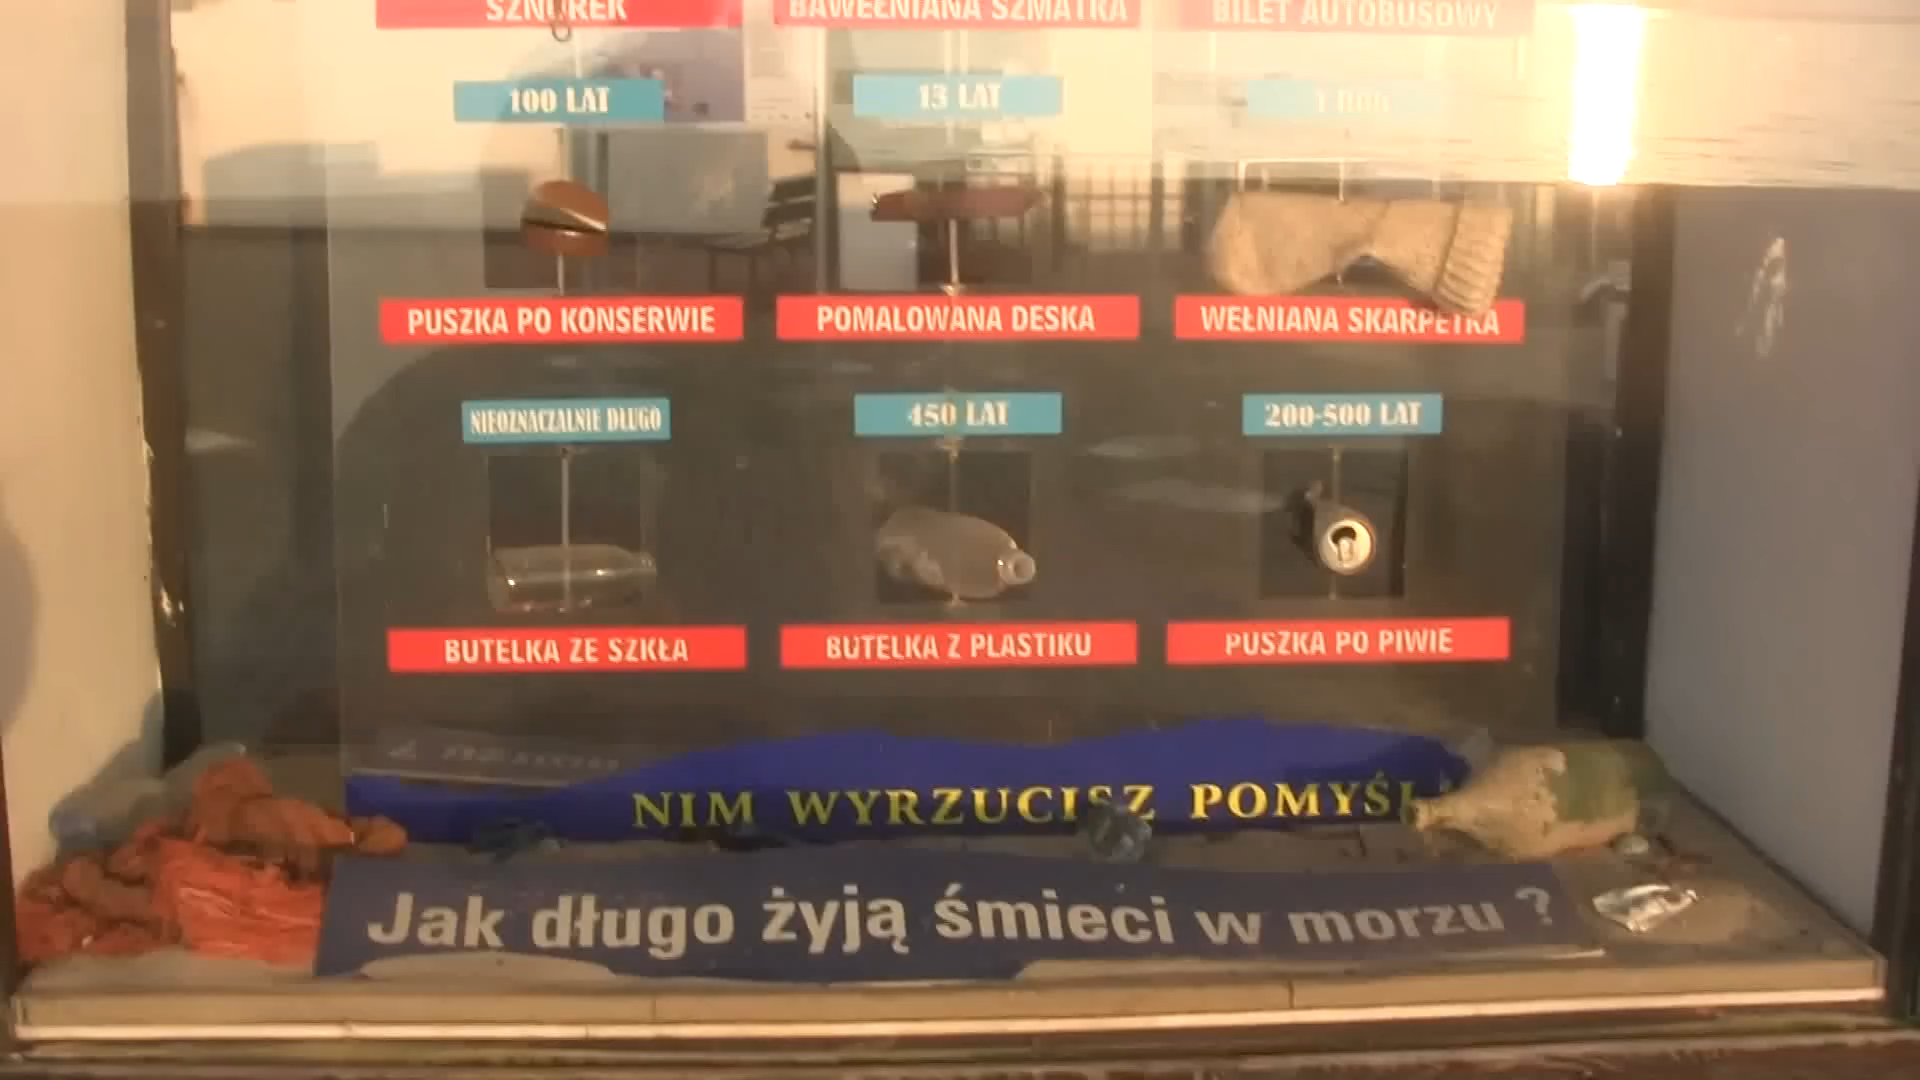 SZNUREK BAWEŁNIANA SZMATKA BILET AUTOBUSOWY
100 LAT 13 LAT 1 ROK
PUSZKA PO KONSERWIE POMALOWANA DESKA WEŁNIANA SKARPETKA
NIEOZNACZALNIE DŁUGO 450 LAT 200-500 LAT
BUTELKA ZE SZKŁA BUTELKA Z PLASTIKU PUSZKA PO PIWIE
NIM WYRZUCISZ POMYŚL
Jak długo żyją śmieci w morzu ?